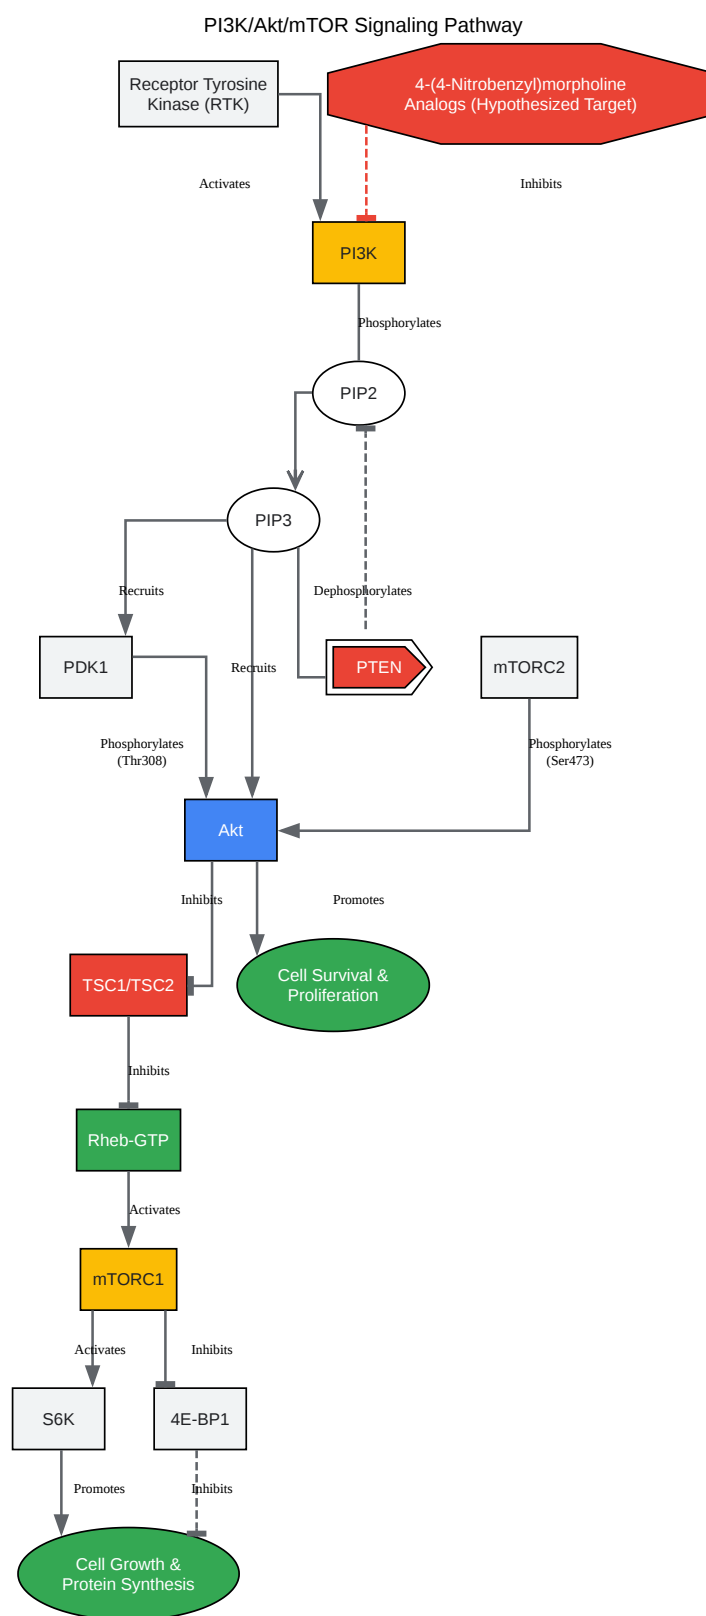 PI3K/Akt/mTOR Signaling Pathway
Receptor Tyrosine
Kinase (RTK)
4-(4-Nitrobenzyl)morpholine
Analogs (Hypothesized Target)
Activates
Inhibits
PI3K
Phosphorylates
PIP2
PIP3
Recruits
Dephosphorylates
PDK1
Recruits
PTEN
mTORC2
Phosphorylates
(Thr308)
Phosphorylates
(Ser473)
Akt
Inhibits
Promotes
TSC1/TSC2
Cell Survival &
Proliferation
Inhibits
Rheb-GTP
Activates
mTORC1
Activates
Inhibits
S6K
4E-BP1
Promotes
Inhibits
Cell Growth &
Protein Synthesis